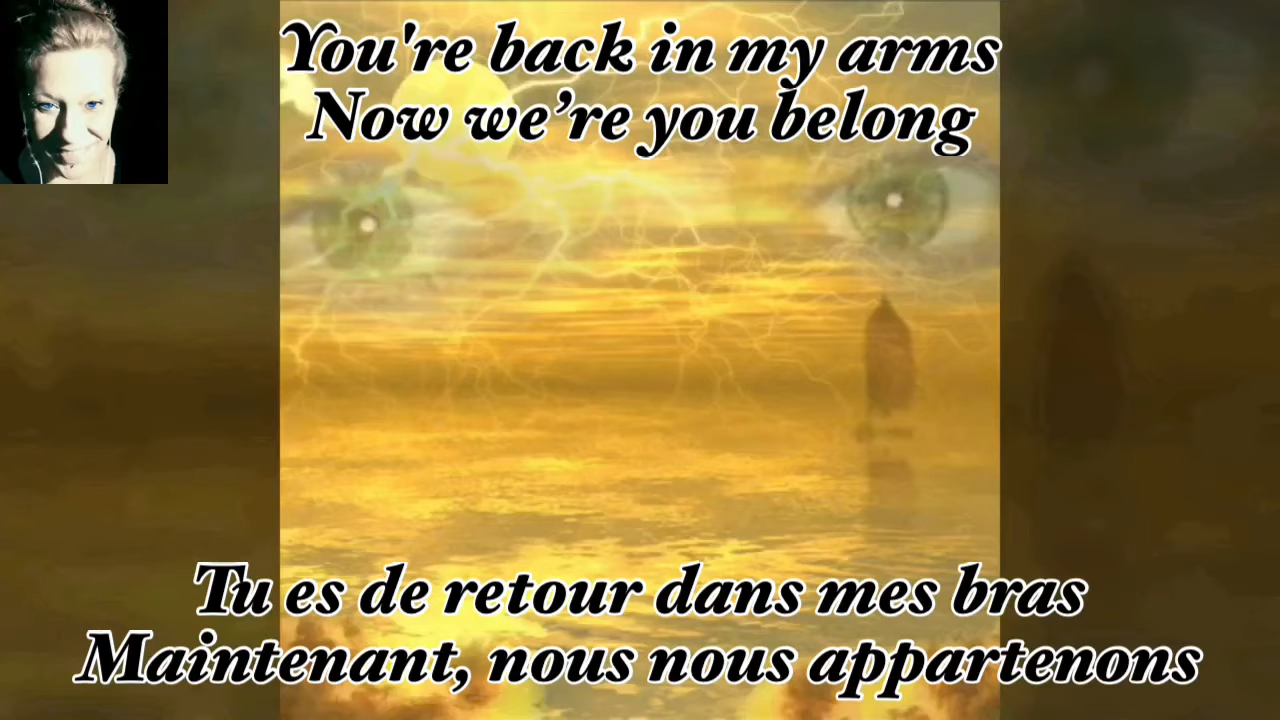 You're back in my arms
Now we’re you belong
Tu es de retour dans mes bras
Maintenant, nous nous appartenons